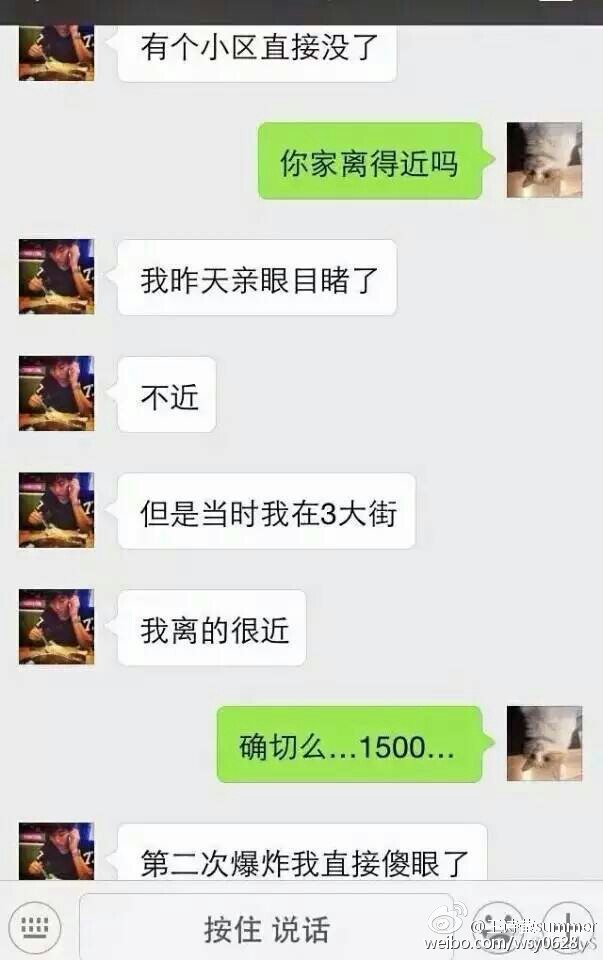 有个小区直接没了
你家离得近吗
我昨天亲眼目睹了
不近
但是当时我在3大街
我离的很近
确切么...1500...
第二次爆炸我直接傻眼了
按住 说话
summer
weibo.com/wsy0628